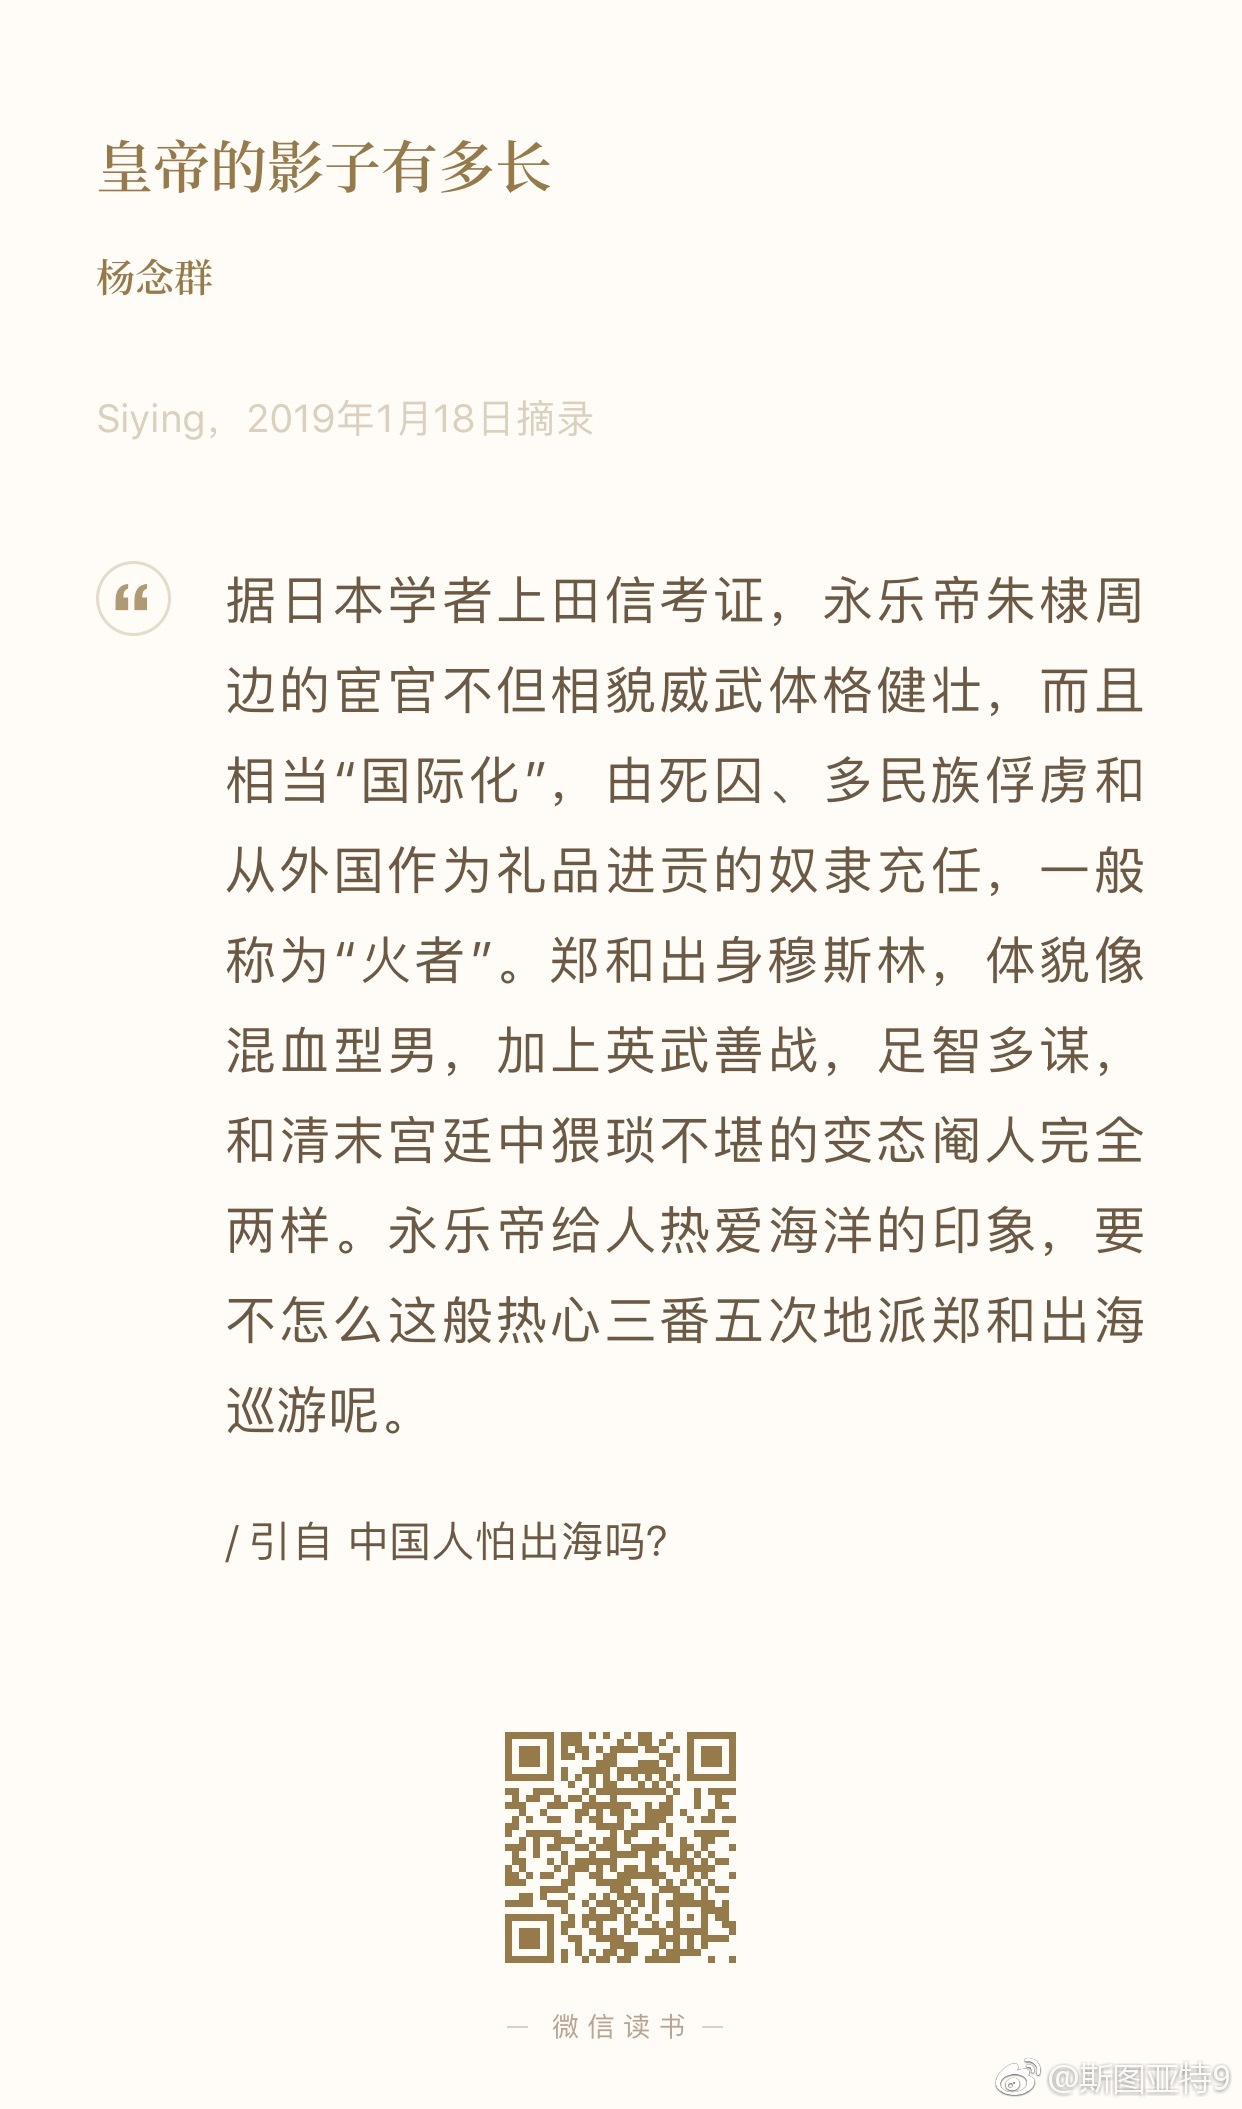 皇帝的影子有多长
杨念群
Siying，2019年1月18日摘录
“
据日本学者上田信考证，永乐帝朱棣周
边的宦官不但相貌威武体格健壮，而且
相当“国际化”，由死囚、多民族俘虏和
从外国作为礼品进贡的奴隶充任，一般
称为“火者”。郑和出身穆斯林，体貌像
混血型男，加上英武善战，足智多谋，
和清末宫廷中猥琐不堪的变态阉人完全
两样。永乐帝给人热爱海洋的印象，要
不怎么这般热心三番五次地派郑和出海
巡游呢。
/ 引自 中国人怕出海吗?
— 微信读书 —
@斯图亚特9